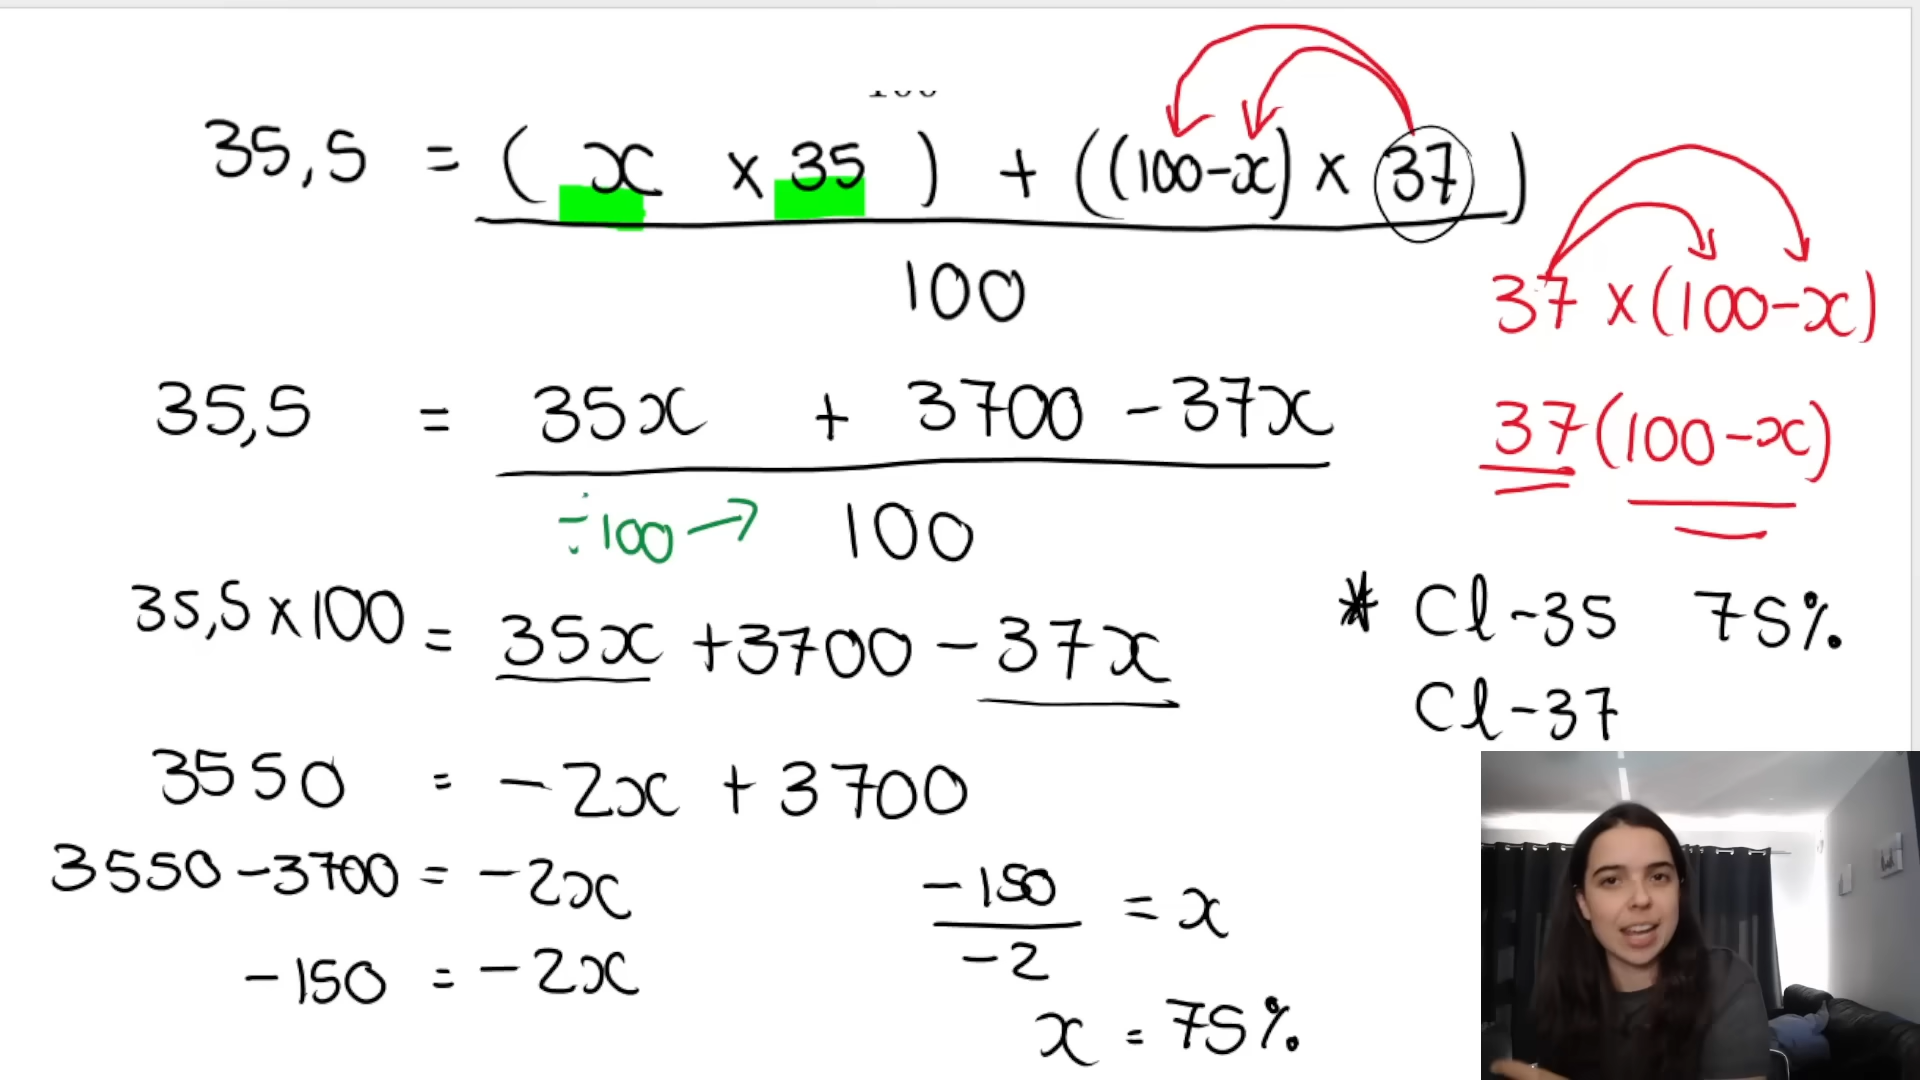 35,5 = ( x × 35 ) + ((100-x) × 37)
100
37 × (100-x)
35,5 = 35x + 3700 - 37x
37(100-x)
÷100 → 100
35,5 × 100 = 35x + 3700 - 37x
* Cl-35 75%
Cl-37
3550 = -2x + 3700
3550 - 3700 = -2x
-150 = -2x
-150 = x
-2
x = 75%